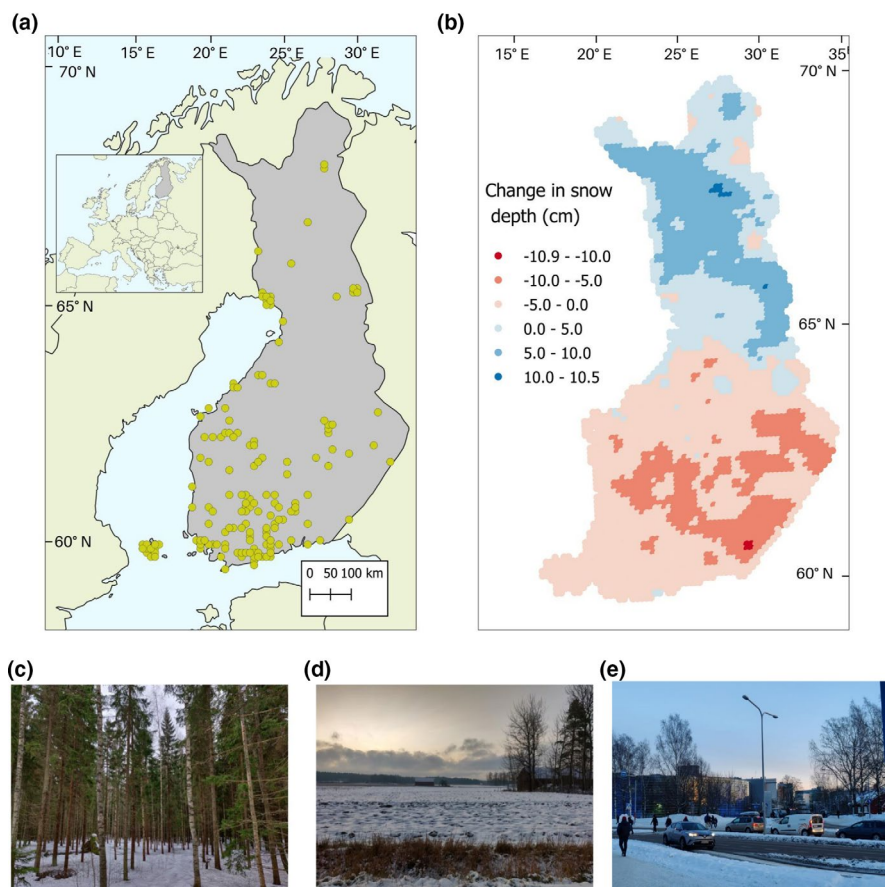 (a)
10° E 15° E 20° E 25° E 30° E
70° N
65° N
60° N
0 50 100 km
(b)
15° E 20° E 25° E 30° E 35°
70° N
65° N
60° N
Change in snow
depth (cm)
-10.9 - -10.0
-10.0 - -5.0
-5.0 - 0.0
0.0 - 5.0
5.0 - 10.0
10.0 - 10.5
(c)
(d)
(e)